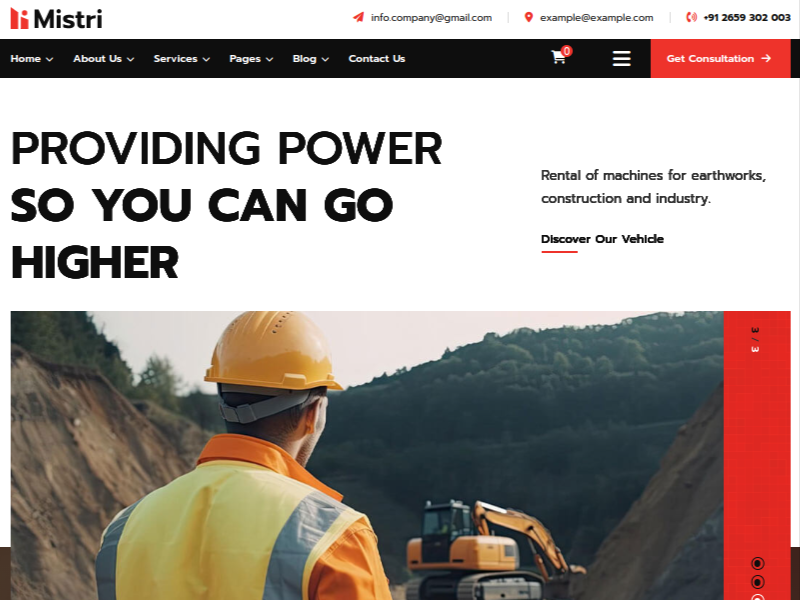 Mistri
info.company@gmail.com
example@example.com
+91 2659 302 003
Home
About Us
Services
Pages
Blog
Contact Us
0
Get Consultation
PROVIDING POWER
SO YOU CAN GO
HIGHER
Rental of machines for earthworks,
construction and industry.
Discover Our Vehicle
3 / 3